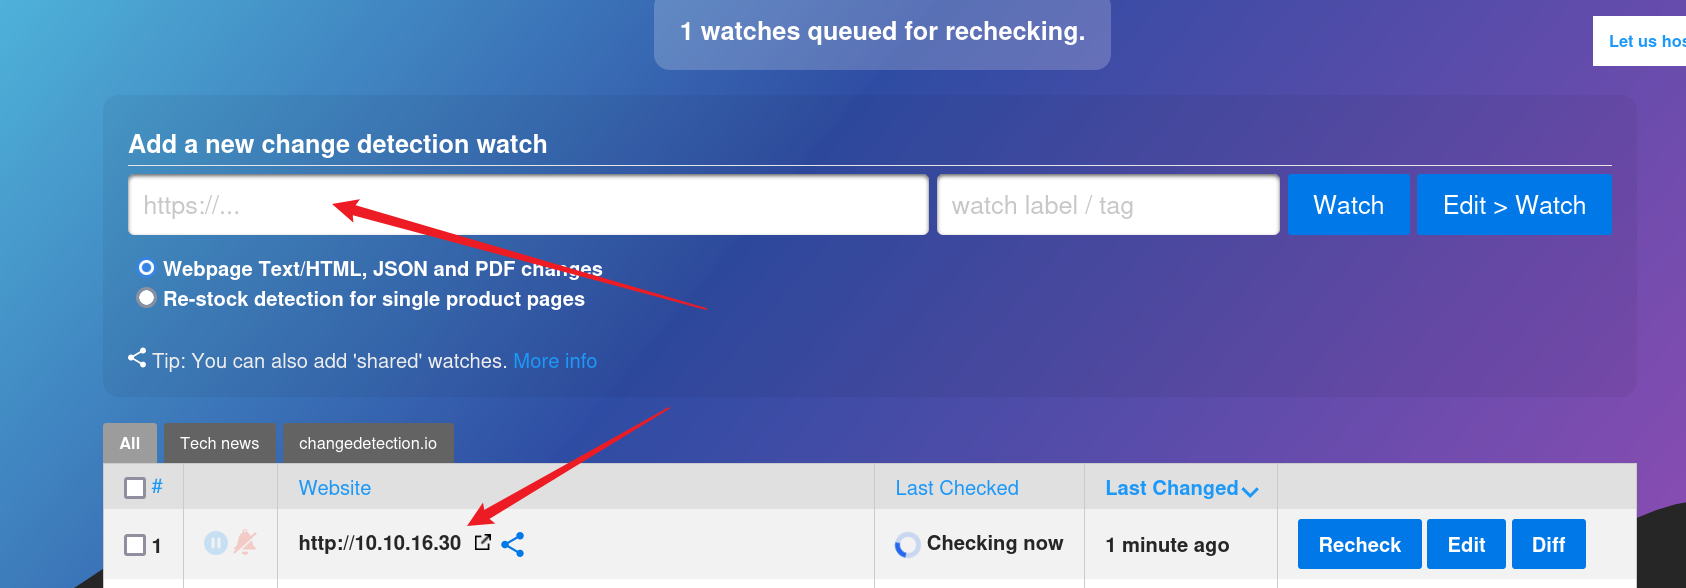 1 watches queued for rechecking.
Let us hos
Add a new change detection watch
https://... watch label / tag Watch Edit > Watch
Webpage Text/HTML, JSON and PDF changes
Re-stock detection for single product pages
Tip: You can also add 'shared' watches. More info
All Tech news changedetection.io
# Website Last Checked Last Changed
1 http://10.10.16.30 Checking now 1 minute ago Recheck Edit Diff